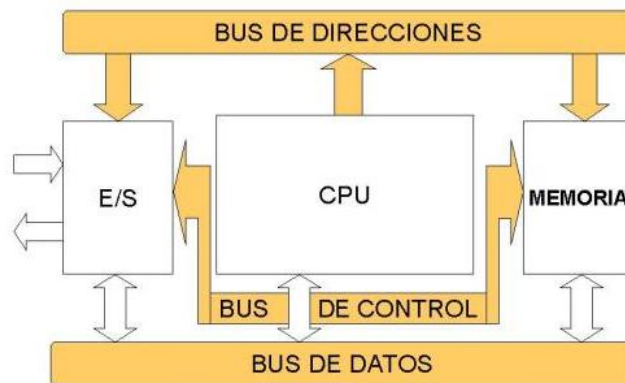 BUS DE DIRECCIONES
E/S
CPU
MEMORIA
BUS DE CONTROL
BUS DE DATOS